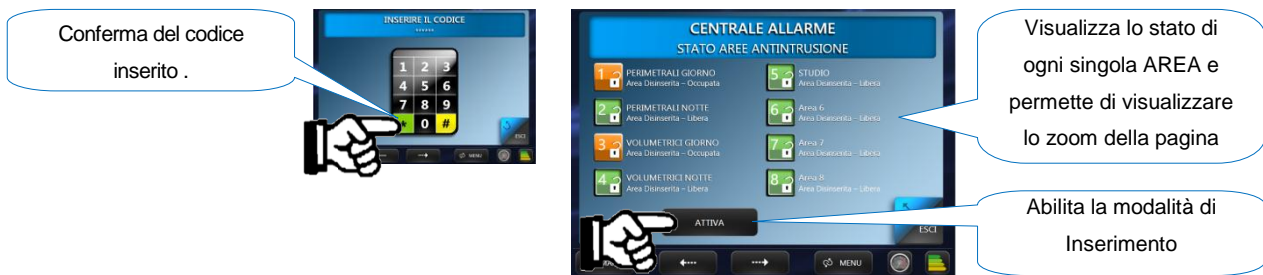 Conferma del codice
inserito .
INSERIRE IL CODICE
******
1 2 3
4 5 6
7 8 9
* 0 #
ESCI
MENU
CENTRALE ALLARME
STATO AREE ANTINTRUSIONE
1 PERIMETRALI GIORNO
Area Disinserita – Occupata
2 PERIMETRALI NOTTE
Area Disinserita – Libera
3 VOLUMETRICI GIORNO
Area Disinserita – Occupata
4 VOLUMETRICI NOTTE
Area Disinserita – Libera
5 STUDIO
Area Disinserita – Libera
6 Area 6
Area Disinserita – Libera
7 Area 7
Area Disinserita – Libera
8 Area 8
Area Disinserita – Libera
ATTIVA
ESCI
MENU
Visualizza lo stato di
ogni singola AREA e
permette di visualizzare
lo zoom della pagina
Abilita la modalità di
Inserimento